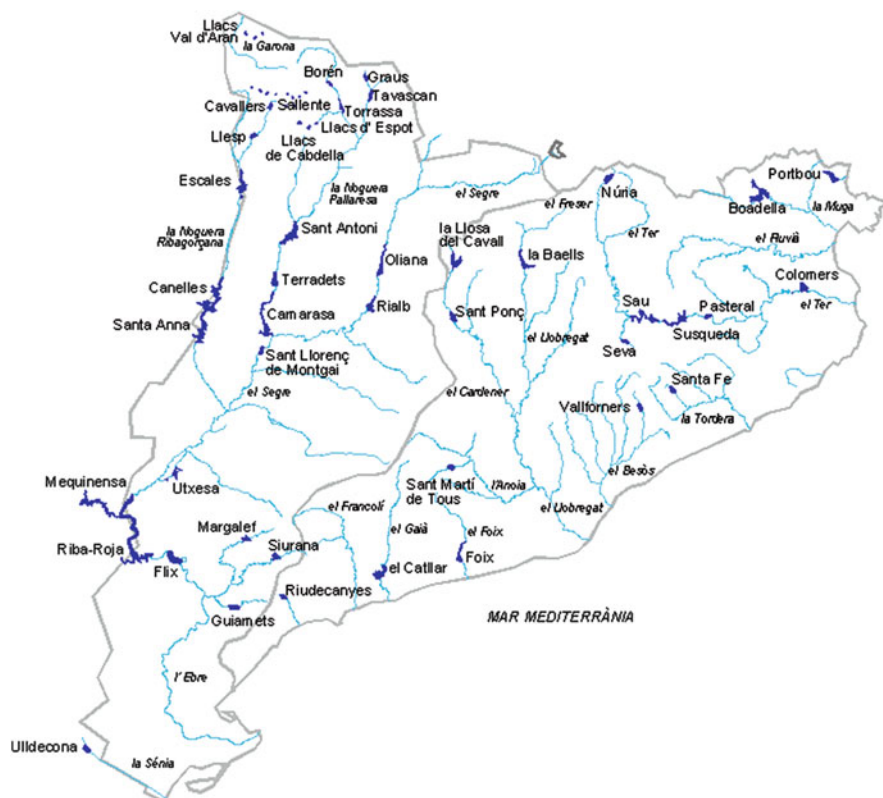 Llacs
Val d'Aran
la Garona
Borén
Graus
Cavallers
Sallente
Tavascan
Torrassa
Llesp
Llacs d' Espot
Llacs
de Cabdella
Escales
la Noguera
Pallaresa
el Segre
el Freser
Núria
Portbou
Boadella
la Muga
la Noguera
Ribagorçana
Sant Antoni
la Llosa
del Cavall
la Baells
el Ter
el Fluvià
Oliana
Canelles
Terradets
Colomers
Santa Anna
Camarasa
Rialb
Sant Ponç
Sau
Pasteral
el Ter
Susqueda
Sant Llorenç
de Montgai
el Llobregat
Seva
el Segre
el Cardener
Santa Fe
Vallforners
la Tordera
Mequinensa
Utxesa
Sant Martí
de Tous
l'Anoia
el Besòs
el Francolí
el Llobregat
Margalef
el Gaià
el Foix
Riba-Roja
Siurana
Flix
Foix
el Catllar
Riudecanyes
Guiamets
MAR MEDITERRÀNIA
l' Ebre
Ulldecona
la Sénia